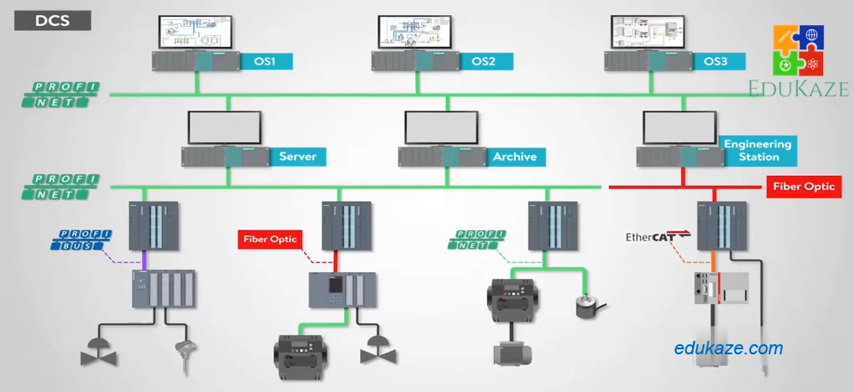 DCS
OS1
OS2
OS3
EDUKAZE
PROFI
NET
Server
Archive
Engineering
Station
PROFI
NET
Fiber Optic
PROFI
BUS
Fiber Optic
PROFI
NET
EtherCAT
edukaze.com